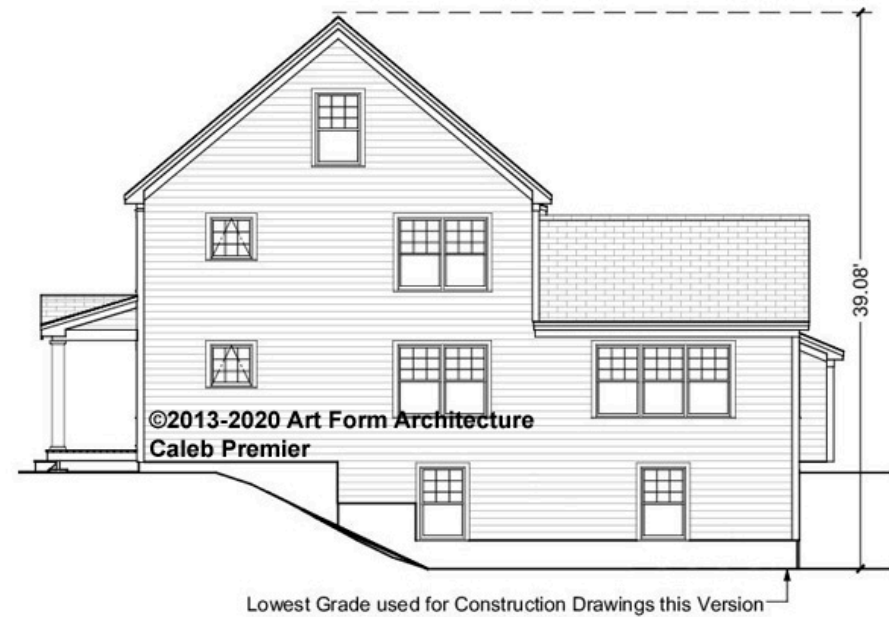 39.08'
©2013-2020 Art Form Architecture
Caleb Premier
Lowest Grade used for Construction Drawings this Version